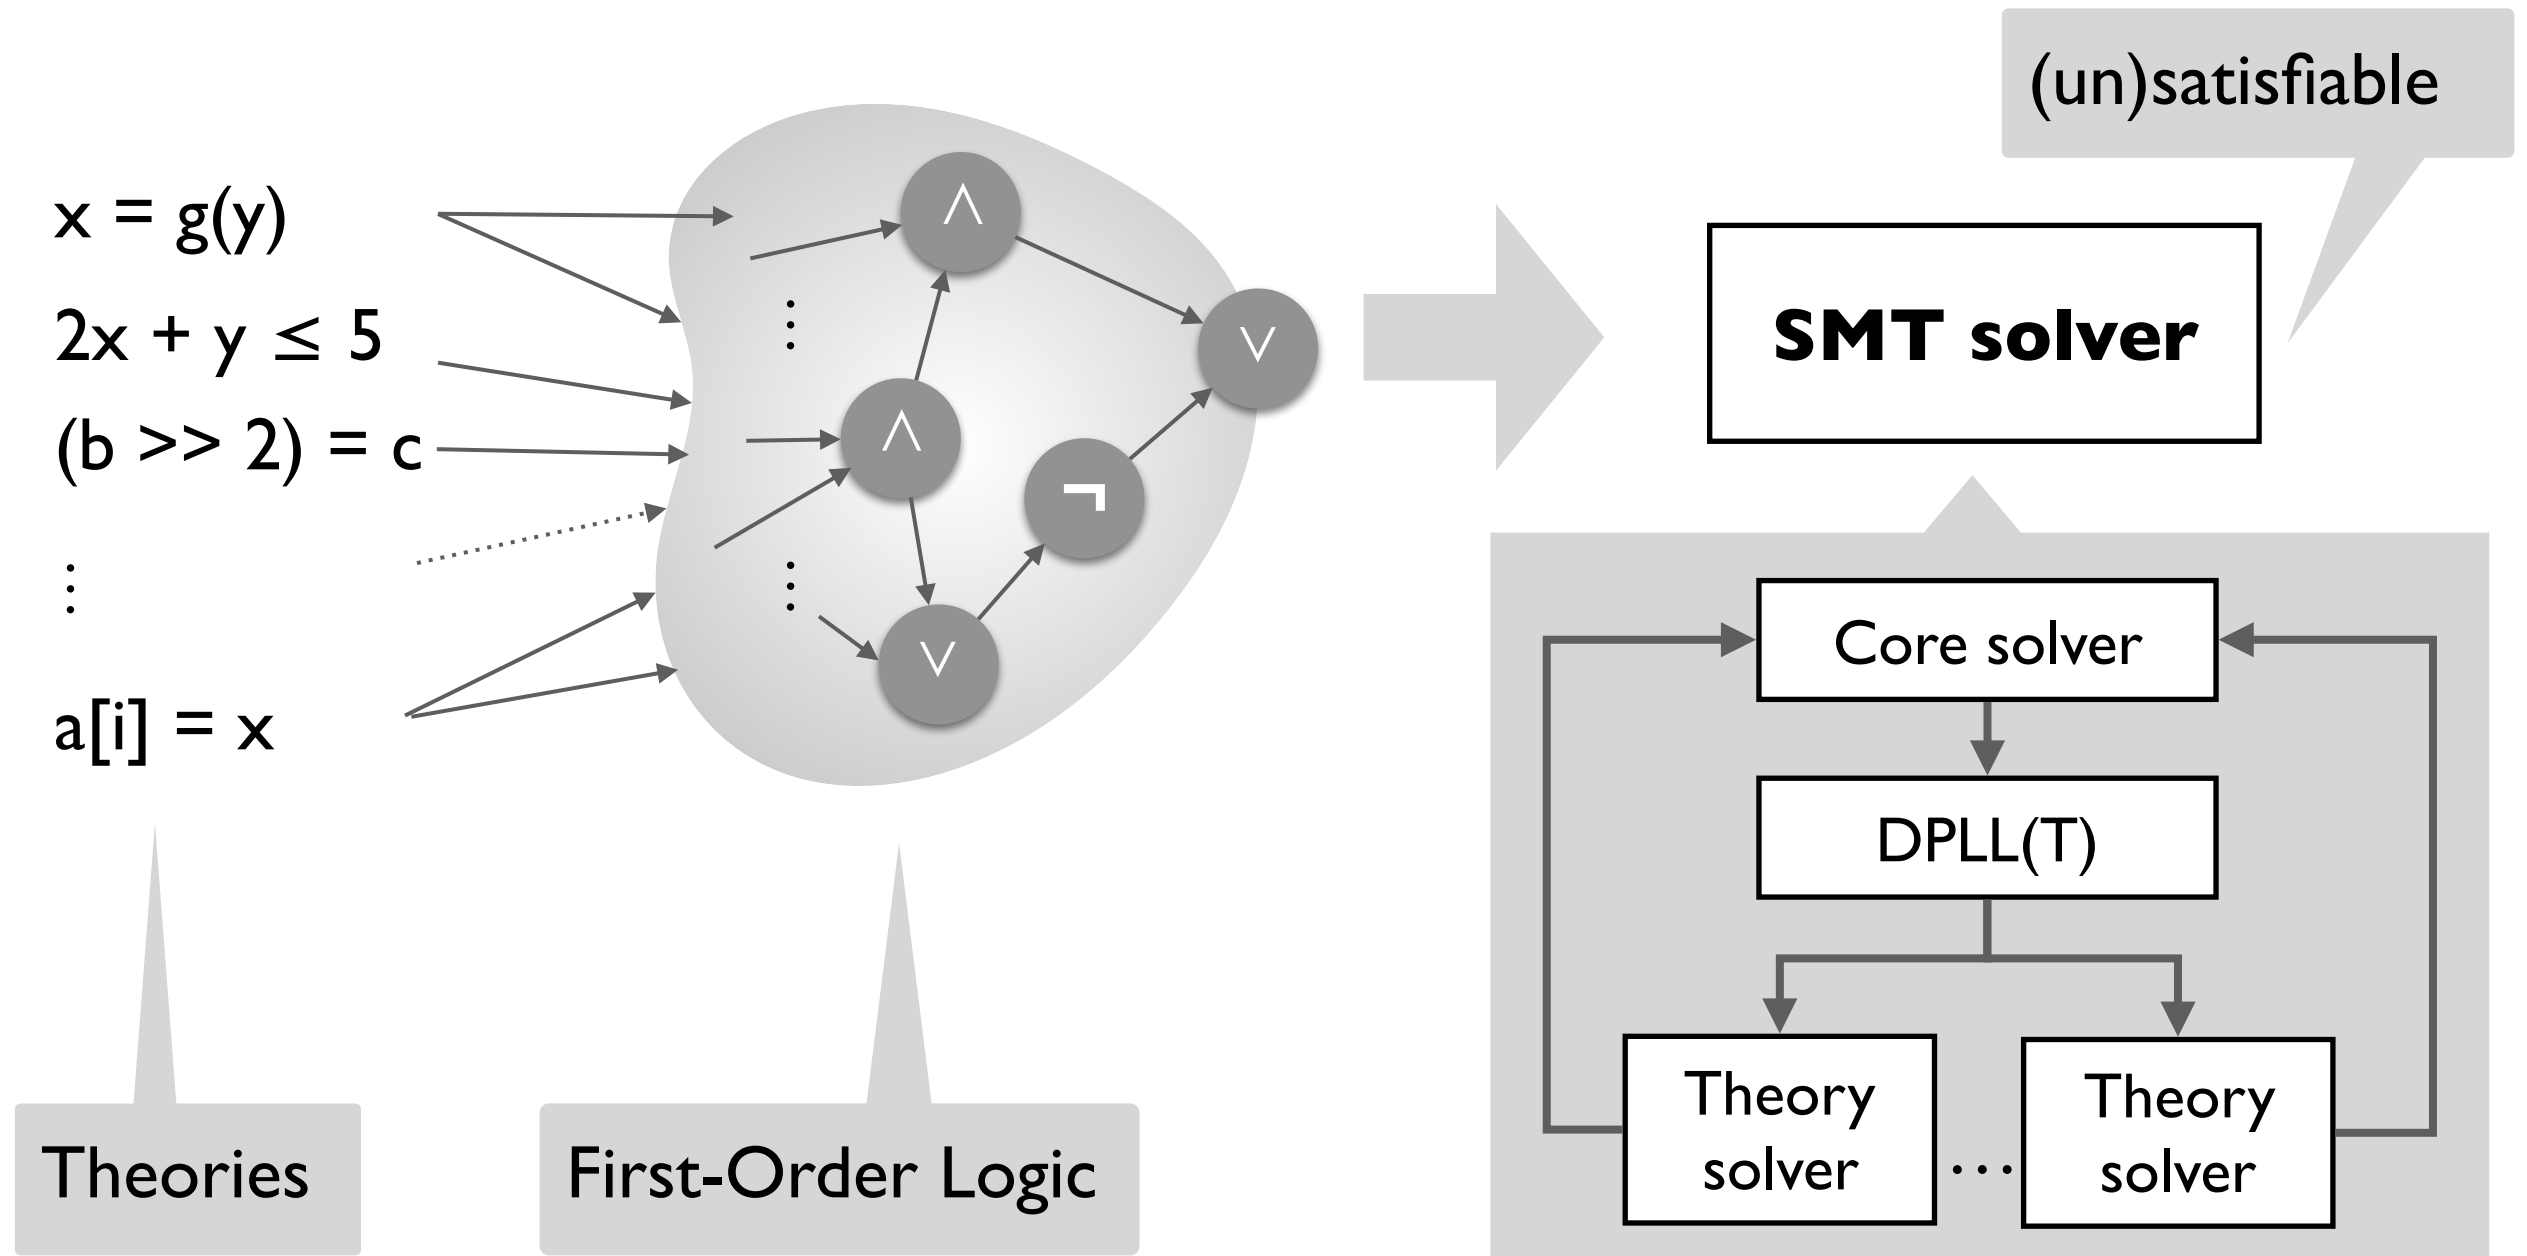 (un)satisfiable
x = g(y)
2x + y ≤ 5
(b >> 2) = c
⋮
a[i] = x
∧
⋮
∧
∨
¬
⋮
∨
SMT solver
Core solver
DPLL(T)
Theory
solver
…
Theory
solver
Theories
First-Order Logic